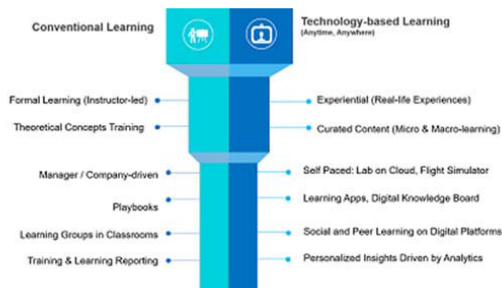 Conventional Learning
Technology-based Learning
(Anytime, Anywhere)
Formal Learning (Instructor-led)
Experiential (Real-life Experiences)
Theoretical Concepts Training
Curated Content (Micro & Macro-learning)
Manager / Company-driven
Self Paced: Lab on Cloud, Flight Simulator
Playbooks
Learning Apps, Digital Knowledge Board
Learning Groups in Classrooms
Social and Peer Learning on Digital Platforms
Training & Learning Reporting
Personalized Insights Driven by Analytics